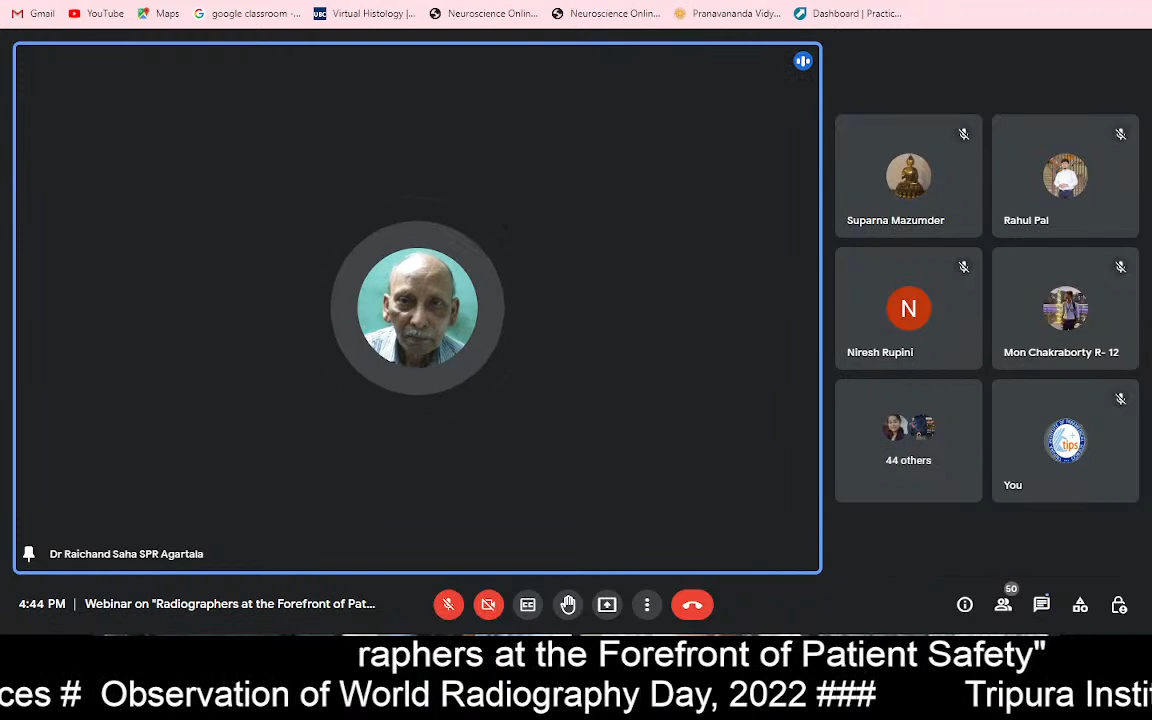 Gmail
YouTube
Maps
google classroom -...
UBC
Virtual Histology |...
Neuroscience Onlin...
Neuroscience Onlin...
Pranavananda Vidy...
Dashboard | Practic...
Suparna Mazumder
Rahul Pal
N
Niresh Rupini
Mon Chakraborty R- 12
44 others
tips
You
Dr Raichand Saha SPR Agartala
4:44 PM | Webinar on "Radiographers at the Forefront of Pat...
50
raphers at the Forefront of Patient Safety"
ces # Observation of World Radiography Day, 2022 ### Tripura Insti